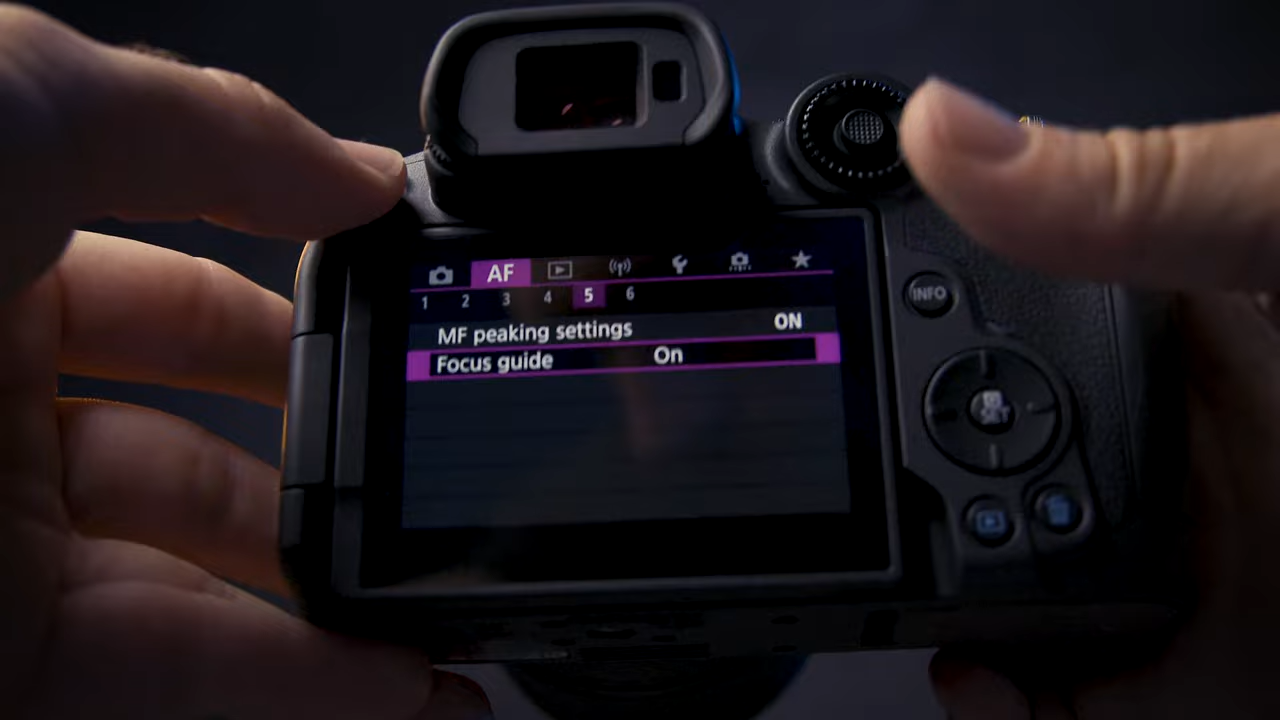 AF
1 2 3 4 5 6
MF peaking settings ON
Focus guide On
INFO
SET